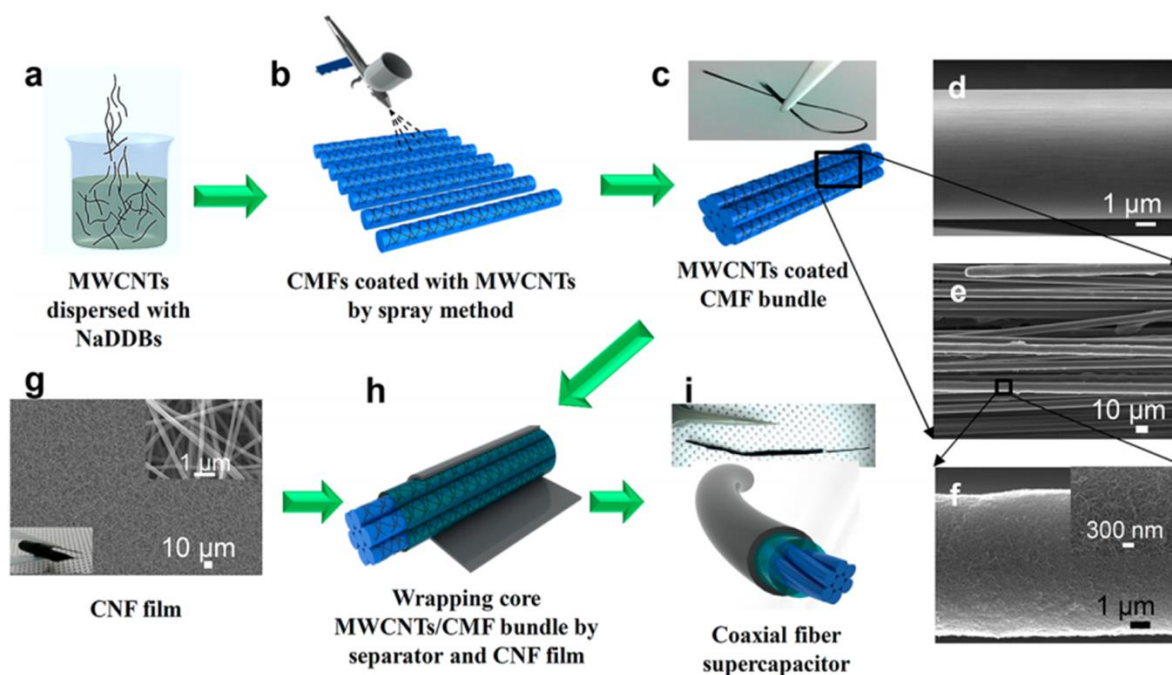 a
b
c
d
1 µm
MWCNTs
dispersed with
NaDDBs
CMFs coated with MWCNTs
by spray method
MWCNTs coated
CMF bundle
e
10 µm
g
1 µm
10 µm
CNF film
h
Wrapping core
MWCNTs/CMF bundle by
separator and CNF film
i
Coaxial fiber
supercapacitor
f
300 nm
1 µm